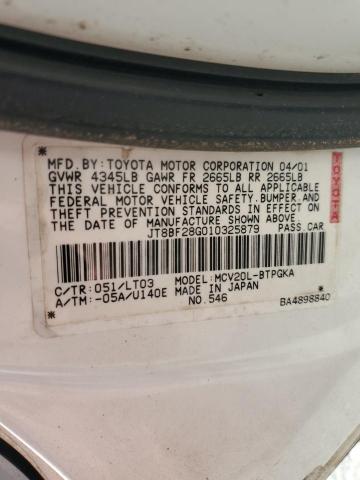 MFD.BY:TOYOTA MOTOR CORPORATION 04/01
GVWR 4345LB GAWR FR 2665LB RR 2665LB
THIS VEHICLE CONFORMS TO ALL APPLICABLE
FEDERAL MOTOR VEHICLE SAFETY,BUMPER,AND
THEFT PREVENTION STANDARDS IN EFFECT ON
THE DATE OF MANUFACTURE SHOWN ABOVE.
JT8BF28G010325879 PASS.CAR
TOYOTA
C/TR:051/LT03 MODEL:MCV20L-BTPGKA
A/TM:-05A/U140E MADE IN JAPAN
NO.546 BA4898840